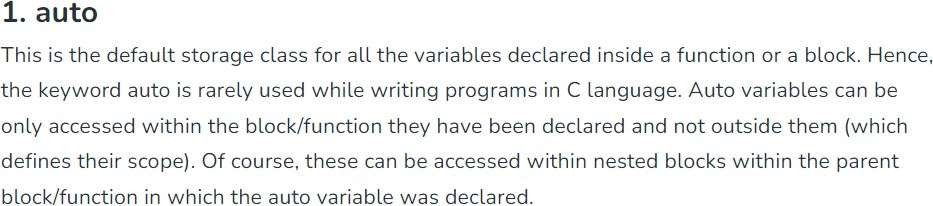 1. auto
This is the default storage class for all the variables declared inside a function or a block. Hence,
the keyword auto is rarely used while writing programs in C language. Auto variables can be
only accessed within the block/function they have been declared and not outside them (which
defines their scope). Of course, these can be accessed within nested blocks within the parent
block/function in which the auto variable was declared.